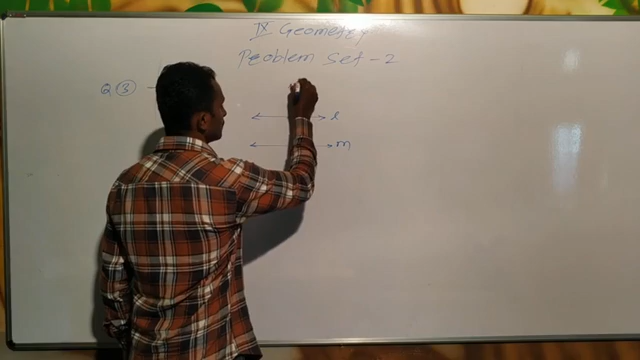 IX Geometry
Problem Set - 2
Q ③ -
l
m